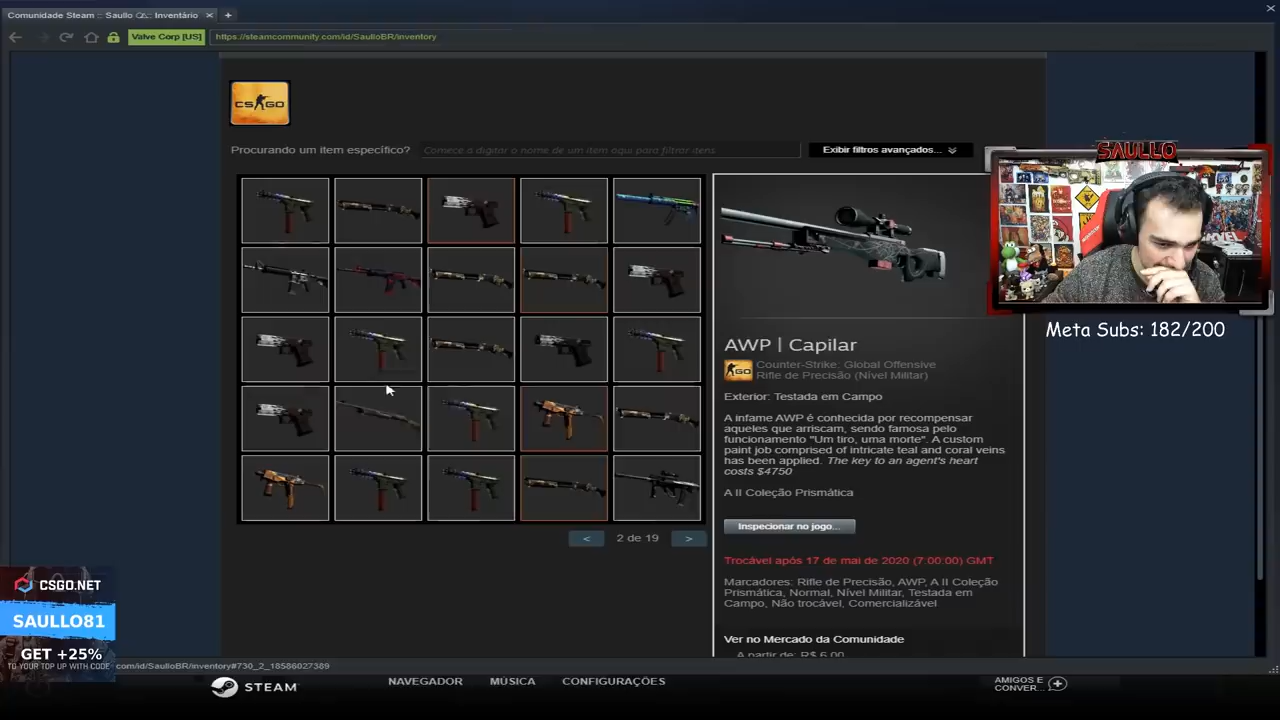 Comunidade Steam :: Saullo :: Inventário
Valve Corp [US]
https://steamcommunity.com/id/SaulloBR/inventory
CS GO
Procurando um item específico?
Comece a digitar o nome de um item aqui para filtrar itens
Exibir filtros avançados...
SAULLO
Meta Subs: 182/200
AWP | Capilar
Counter-Strike: Global Offensive
Rifle de Precisão (Nível Militar)
Exterior: Testada em Campo
A infame AWP é conhecida por recompensar
aqueles que arriscam, sendo famosa pelo
funcionamento "Um tiro, uma morte". A custom
paint job comprised of intricate teal and coral veins
has been applied. The key to an agent's heart
costs $4750
A II Coleção Prismática
Inspecionar no jogo...
< 2 de 19 >
Trocável após 17 de mai de 2020 (7:00:00) GMT
Marcadores: Rifle de Precisão, AWP, A II Coleção
Prismática, Normal, Nível Militar, Testada em
Campo, Não trocável, Comercializável
Ver no Mercado da Comunidade
A partir de: R$ 6,00
CSGO.NET
SAULLO81
GET +25%
TO YOUR TOP UP WITH CODE
com/id/SaulloBR/inventory#730_2_18586027389
STEAM
NAVEGADOR
MÚSICA
CONFIGURAÇÕES
AMIGOS E
CONVER...